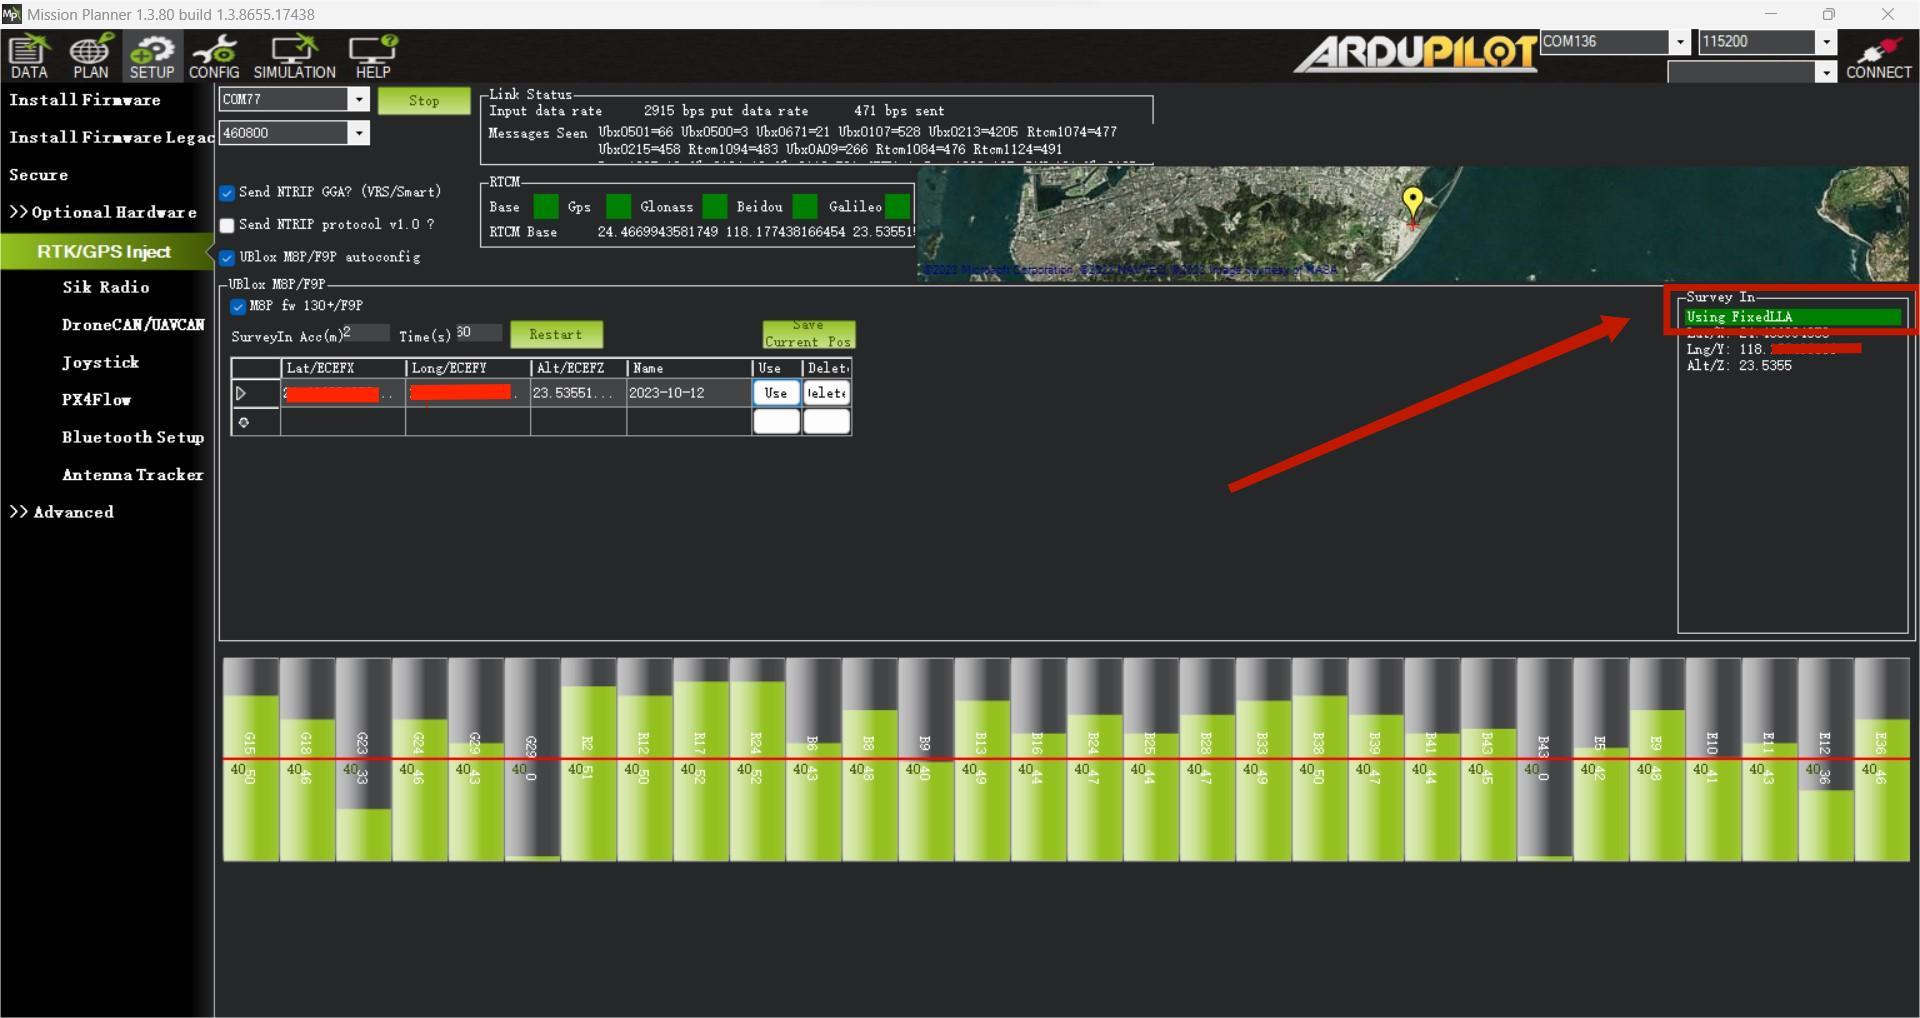 Mission Planner 1.3.80 build 1.3.8655.17438
DATA PLAN SETUP CONFIG SIMULATION HELP
ARDUPILOT
COM136 115200
CONNECT
Install Firmware
Install Firmware Legac
Secure
>> Optional Hardware
RTK/GPS Inject
Sik Radio
DroneCAN/UAVCAN
Joystick
PX4Flow
Bluetooth Setup
Antenna Tracker
>> Advanced
COM77 Stop
460800
Link Status
Input data rate 2915 bps put data rate 471 bps sent
Messages Seen Ubx0501=66 Ubx0500=3 Ubx0671=21 Ubx0107=528 Ubx0213=4205 Rtcm1074=477
Ubx0215=458 Rtcm1094=483 Ubx0A09=266 Rtcm1084=476 Rtcm1124=491
Send NTRIP GGA? (VRS/Smart)
Send NTRIP protocol v1.0 ?
UBlox M8P/F9P autoconfig
RTCM
Base Gps Glonass Beidou Galileo
RTCM Base 24.4669943581749 118.177438166454 23.53551
©2023 Microsoft Corporation, ©2023 NAVTEQ, ©2023 Image courtesy of NASA
UBlox M8P/F9P
M8P fw 130+/F9P
SurveyIn Acc(m) 2 Time(s) 60 Restart
Save Current Pos
Lat/ECEFX Long/ECEFY Alt/ECEFZ Name Use Delet
.. . 23.53551... 2023-10-12 Use elete
Survey In
Using FixedLLA
Lng/Y: 118.
Alt/Z: 23.5355
G15 G18 G23 G24 G28 G29 R2 R12 R17 R24 B6 B8 B9 B13 B16 B24 B25 B28 B33 B38 B39 B41 B43 B43 E5 E9 E10 E11 E12 E36
40 40 40 40 40 40 40 40 40 40 40 40 40 40 40 40 40 40 40 40 40 40 40 40 40 40 40 40 40 40
50 46 33 46 43 0 51 50 52 52 43 48 40 49 44 47 44 47 49 50 47 44 45 0 42 48 41 43 36 46